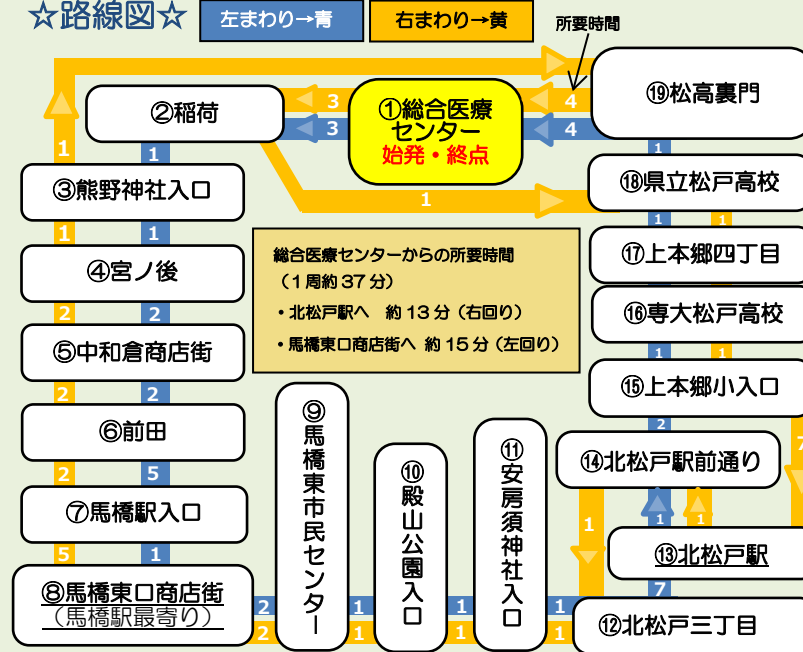 ☆路線図☆
左まわり→青
右まわり→黄
所要時間
①総合医療
センター
始発・終点
②稲荷
③熊野神社入口
④宮ノ後
⑤中和倉商店街
⑥前田
⑦馬橋駅入口
⑧馬橋東口商店街
（馬橋駅最寄り）
⑨馬橋東市民センター
⑩殿山公園入口
⑪安房須神社入口
⑫北松戸三丁目
⑬北松戸駅
⑭北松戸駅前通り
⑮上本郷小入口
⑯専大松戸高校
⑰上本郷四丁目
⑱県立松戸高校
⑲松高裏門
総合医療センターからの所要時間
（１周約３７分）
・北松戸駅へ　約１３分（右回り）
・馬橋東口商店街へ 約１５分（左回り）
3
3
4
4
1
1
1
1
1
1
2
2
2
2
2
5
5
1
2
2
1
1
1
1
1
1
1
7
1
1
2
7
1
1
1
1
1